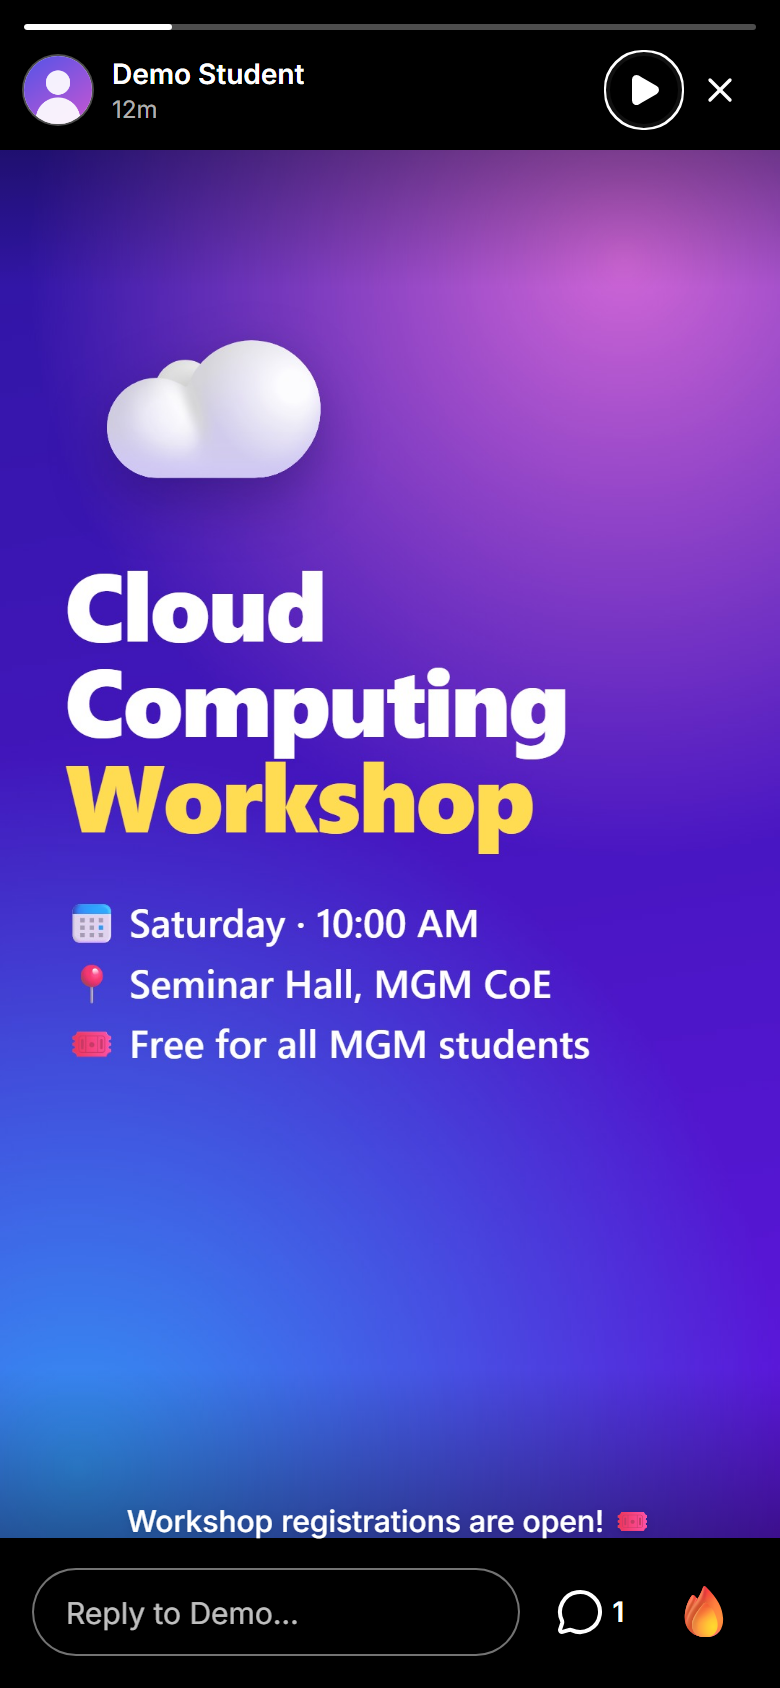 Demo Student
12m
Cloud
Computing
Workshop
Saturday · 10:00 AM
Seminar Hall, MGM CoE
Free for all MGM students
Workshop registrations are open!
Reply to Demo...
1